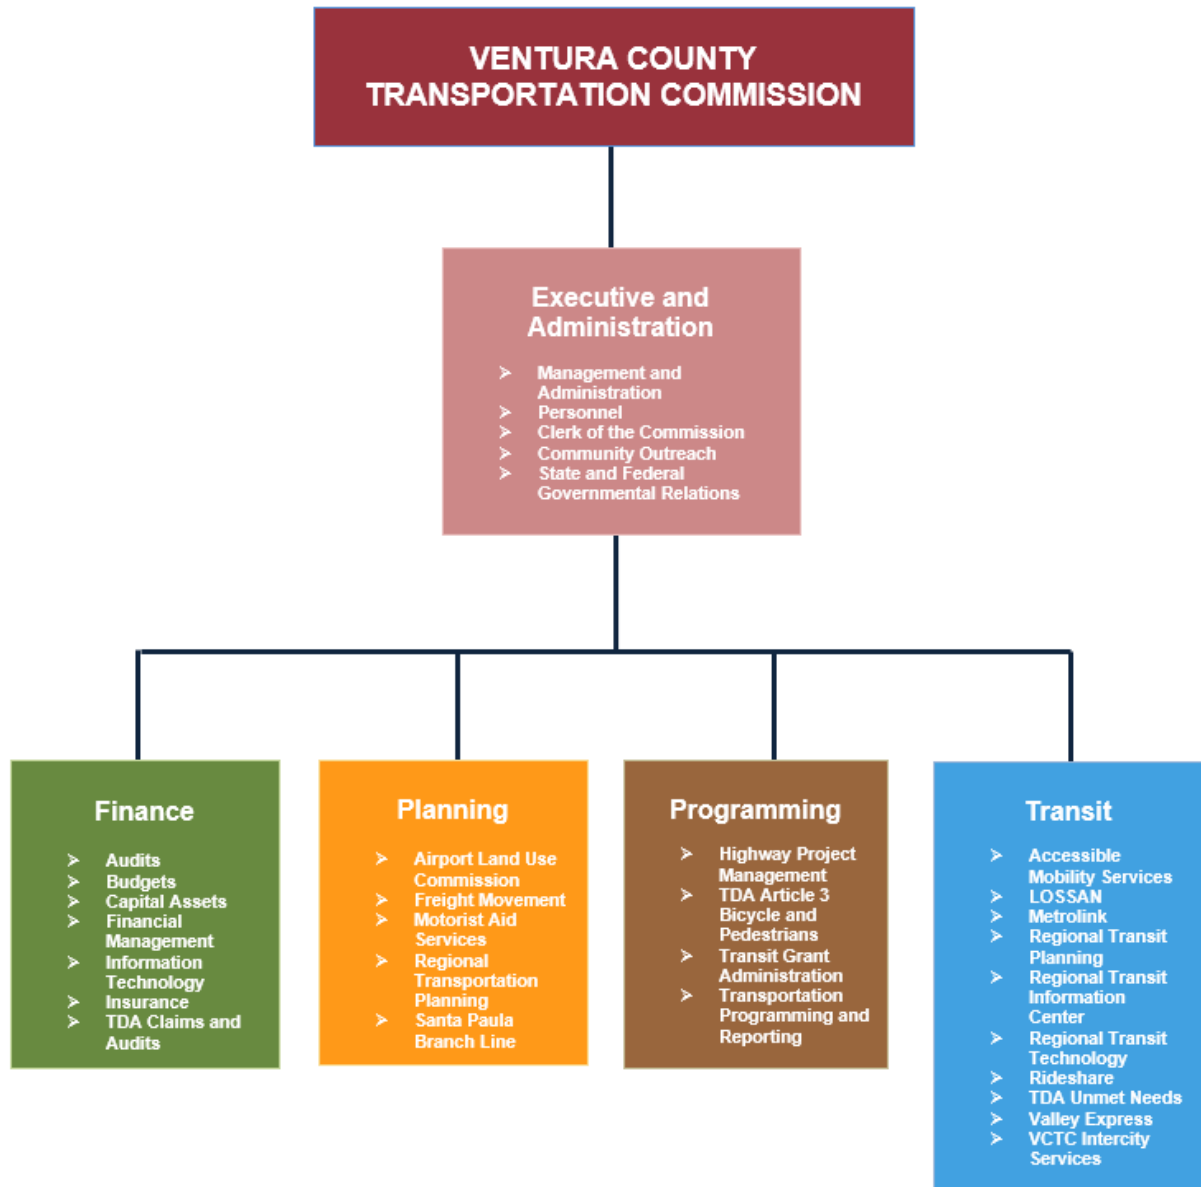 VENTURA COUNTY
TRANSPORTATION COMMISSION
Executive and
Administration
➢ Management and
Administration
➢ Personnel
➢ Clerk of the Commission
➢ Community Outreach
➢ State and Federal
Governmental Relations
Finance
➢ Audits
➢ Budgets
➢ Capital Assets
➢ Financial
Management
➢ Information
Technology
➢ Insurance
➢ TDA Claims and
Audits
Planning
➢ Airport Land Use
Commission
➢ Freight Movement
➢ Motorist Aid
Services
➢ Regional
Transportation
Planning
➢ Santa Paula
Branch Line
Programming
➢ Highway Project
Management
➢ TDA Article 3
Bicycle and
Pedestrians
➢ Transit Grant
Administration
➢ Transportation
Programming and
Reporting
Transit
➢ Accessible
Mobility Services
➢ LOSSAN
➢ Metrolink
➢ Regional Transit
Planning
➢ Regional Transit
Information
Center
➢ Regional Transit
Technology
➢ Rideshare
➢ TDA Unmet Needs
➢ Valley Express
➢ VCTC Intercity
Services